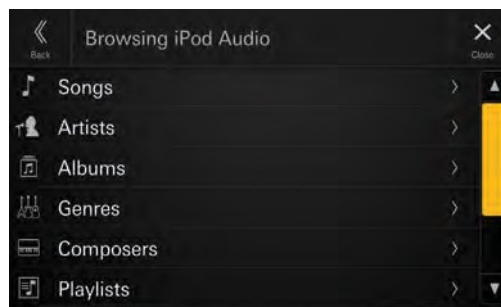 Back
Browsing iPod Audio
Close
Songs
Artists
Albums
Genres
Composers
Playlists